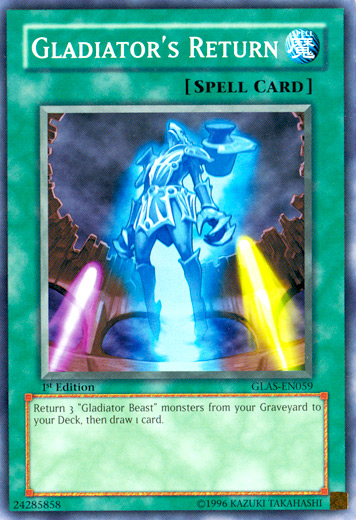 GLADIATOR'S RETURN 魔
[SPELL CARD]
1st Edition
GLAS-EN059
Return 3 "Gladiator Beast" monsters from your Graveyard to
your Deck, then draw 1 card.
24285858
©1996 KAZUKI TAKAHASHI